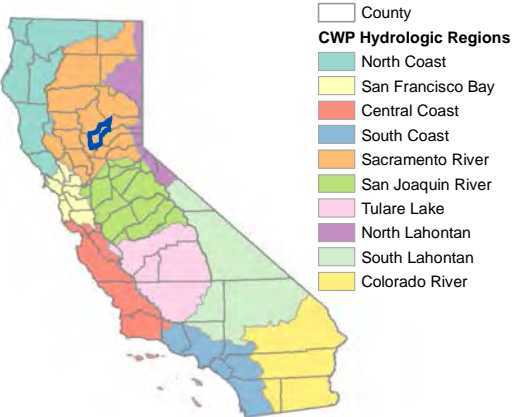 County
CWP Hydrologic Regions
North Coast
San Francisco Bay
Central Coast
South Coast
Sacramento River
San Joaquin River
Tulare Lake
North Lahontan
South Lahontan
Colorado River